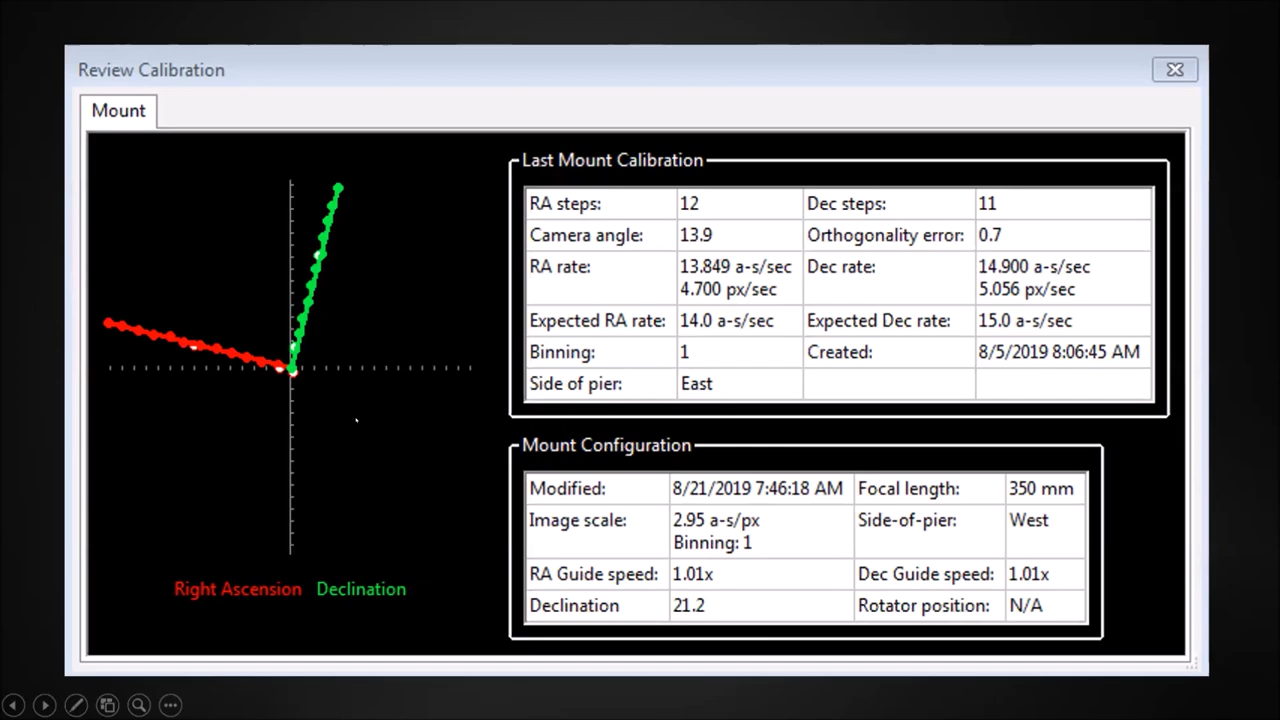 Review Calibration
Mount
Last Mount Calibration
RA steps: 12 Dec steps: 11
Camera angle: 13.9 Orthogonality error: 0.7
RA rate: 13.849 a-s/sec Dec rate: 14.900 a-s/sec
4.700 px/sec 5.056 px/sec
Expected RA rate: 14.0 a-s/sec Expected Dec rate: 15.0 a-s/sec
Binning: 1 Created: 8/5/2019 8:06:45 AM
Side of pier: East
Mount Configuration
Modified: 8/21/2019 7:46:18 AM Focal length: 350 mm
Image scale: 2.95 a-s/px Side-of-pier: West
Binning: 1
RA Guide speed: 1.01x Dec Guide speed: 1.01x
Declination 21.2 Rotator position: N/A
Right Ascension Declination